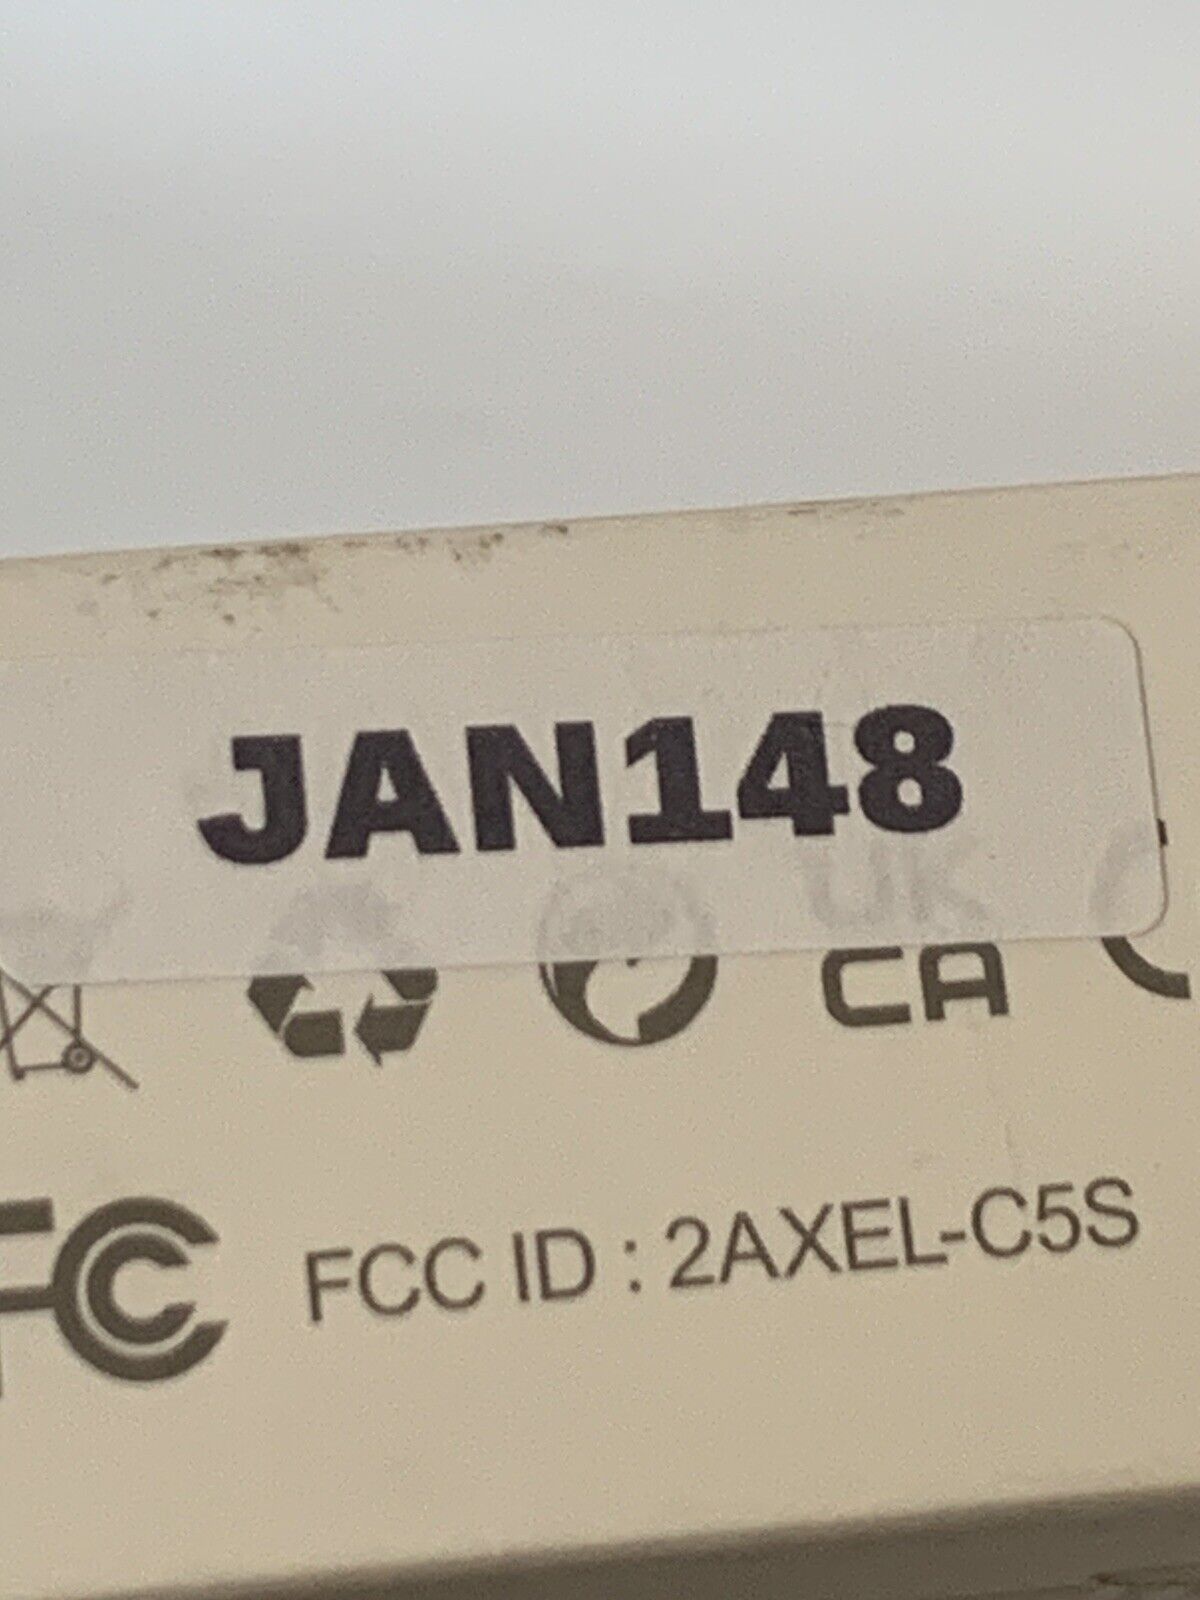 JAN148
UK
CA
FC FCC ID : 2AXEL-C5S